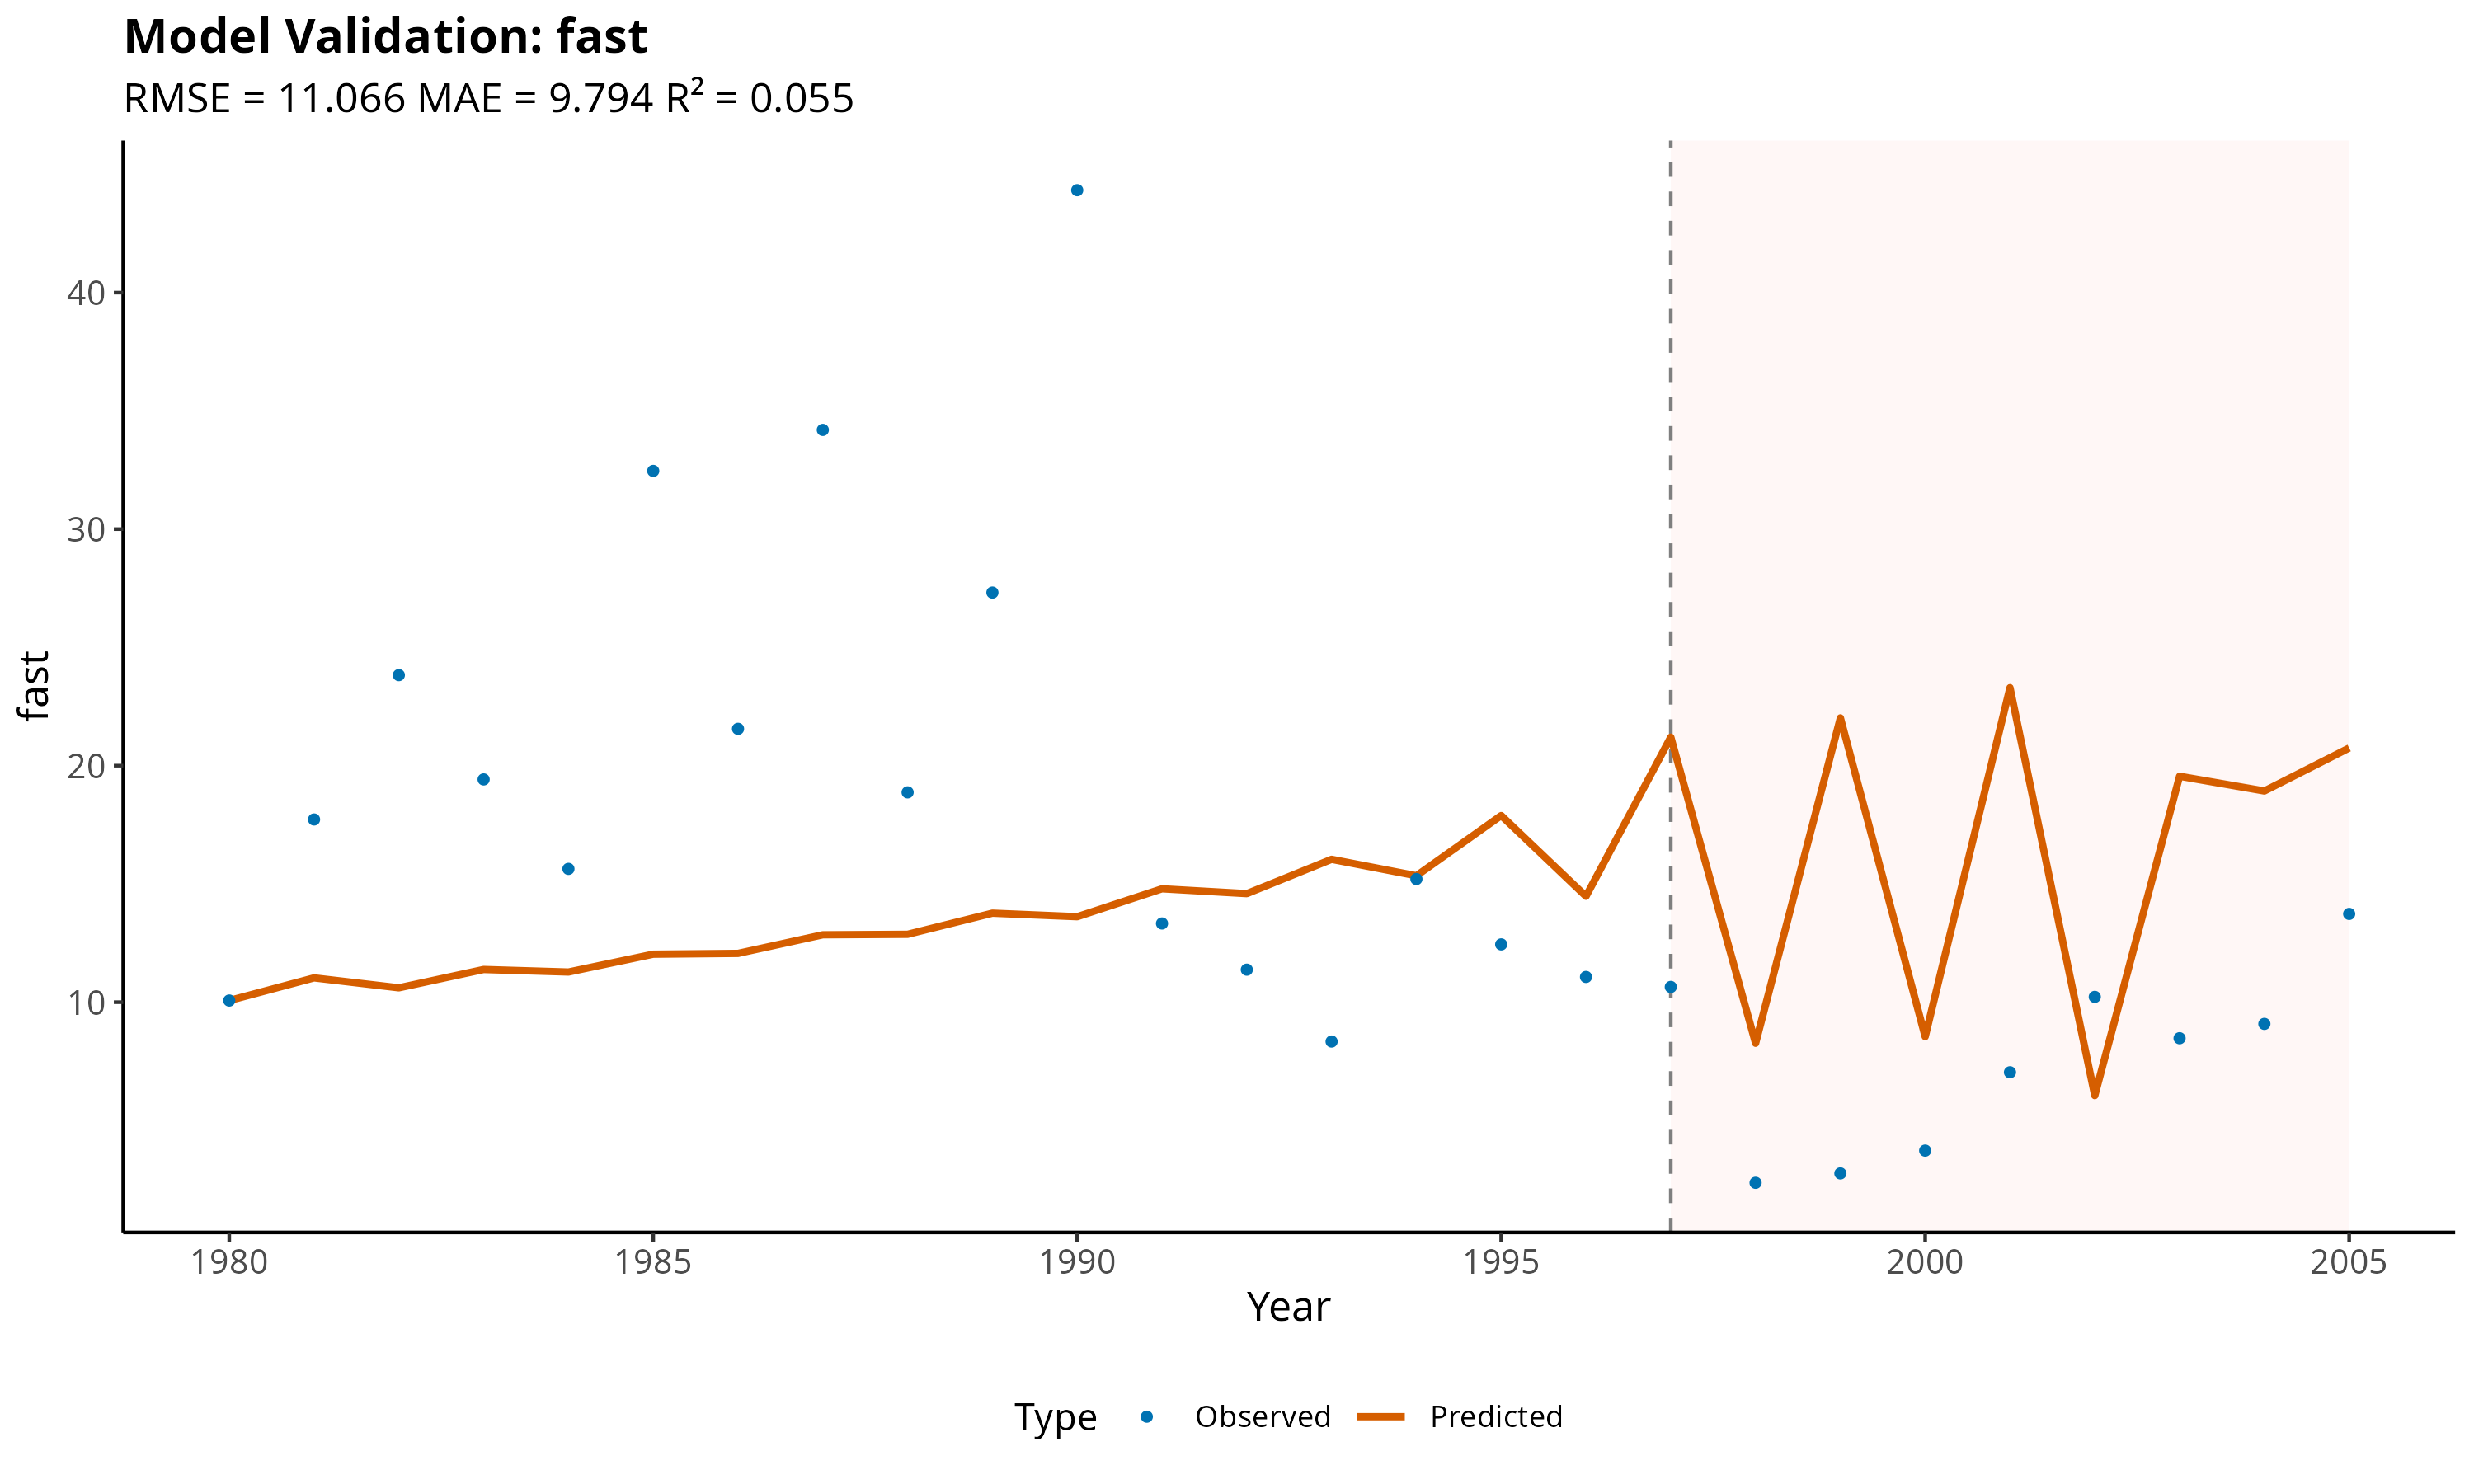 Model Validation: fast
RMSE = 11.066 MAE = 9.794 R² = 0.055
fast
40
30
20
10
1980 1985 1990 1995 2000 2005
Year
Type Observed Predicted